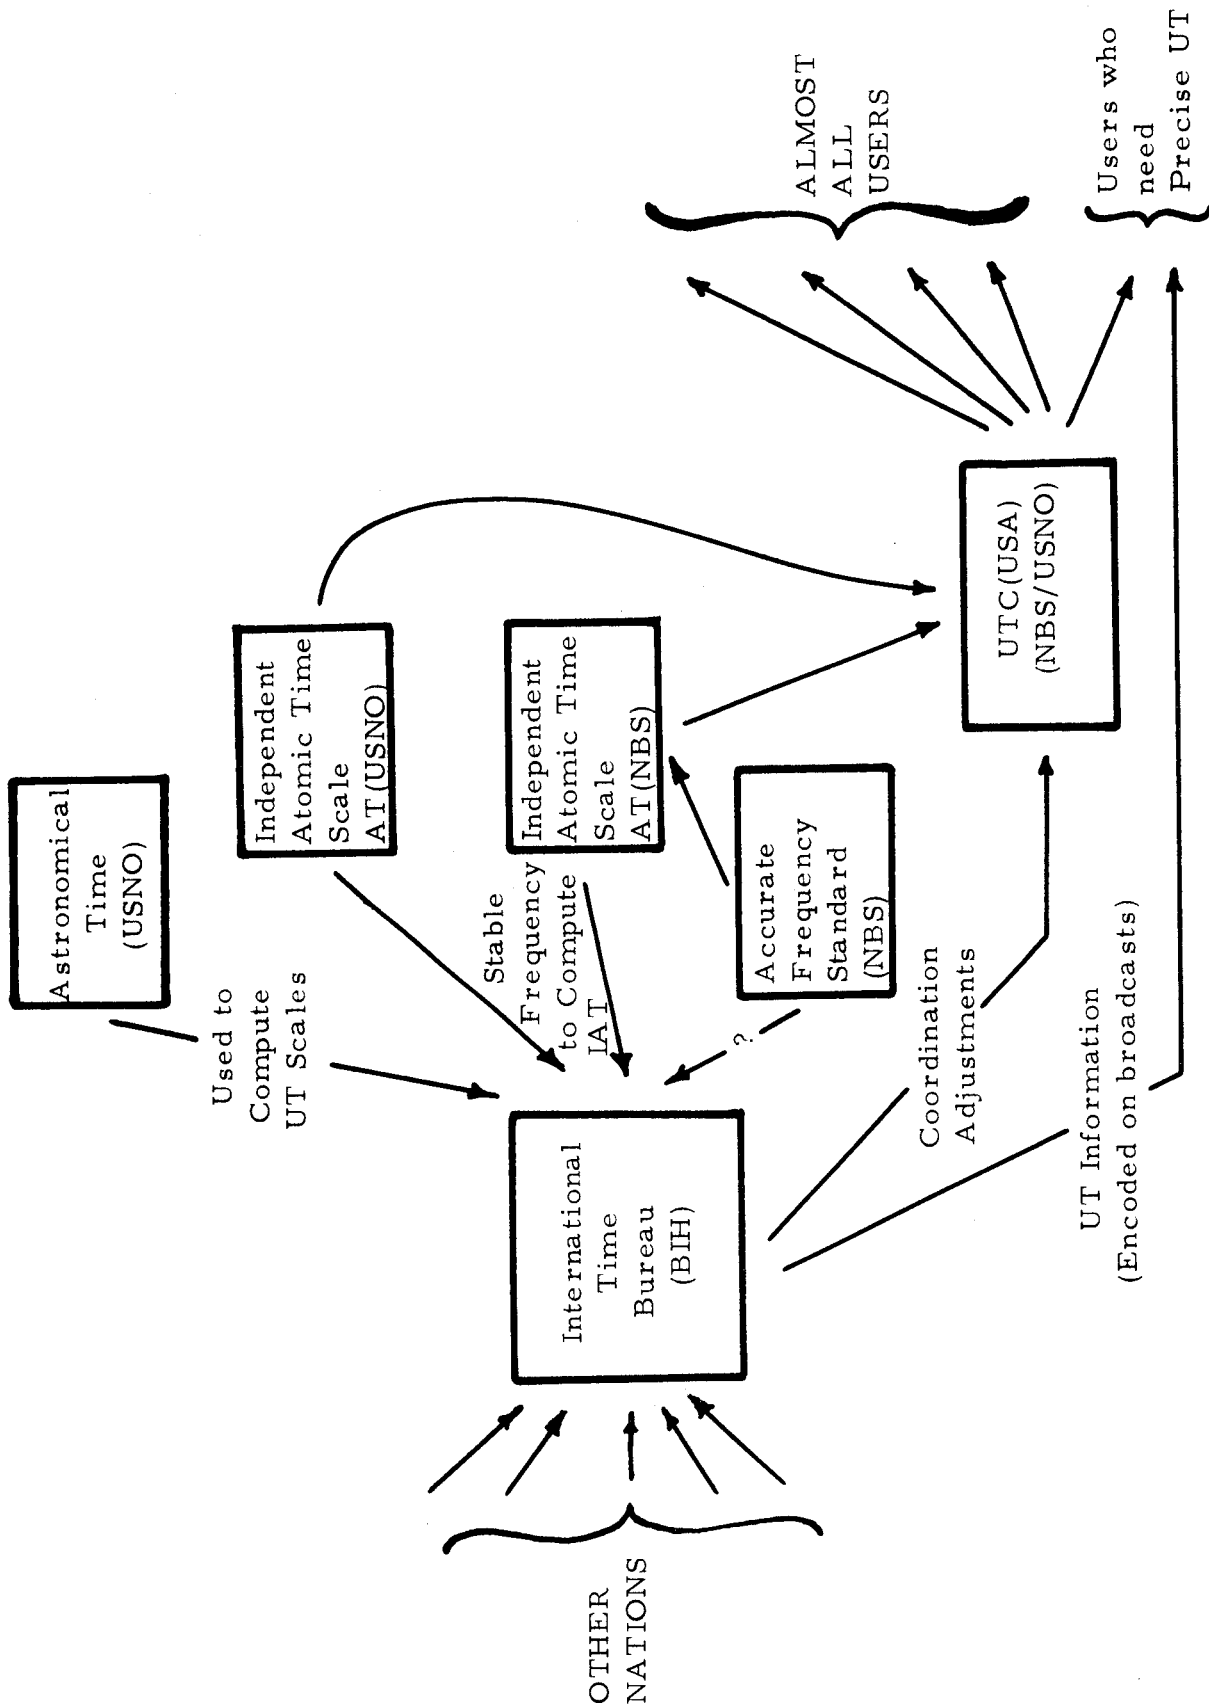 Astronomical
Time
(USNO)
Used to
Compute
UT Scales
Independent
Atomic Time
Scale
AT(USNO)
Stable
Frequency
to Compute
IAT
Independent
Atomic Time
Scale
AT(NBS)
OTHER
NATIONS
International
Time
Bureau
(BIH)
?
Accurate
Frequency
Standard
(NBS)
Coordination
Adjustments
UTC(USA)
(NBS/USNO)
UT Information
(Encoded on broadcasts)
ALMOST
ALL
USERS
Users who
need
Precise UT